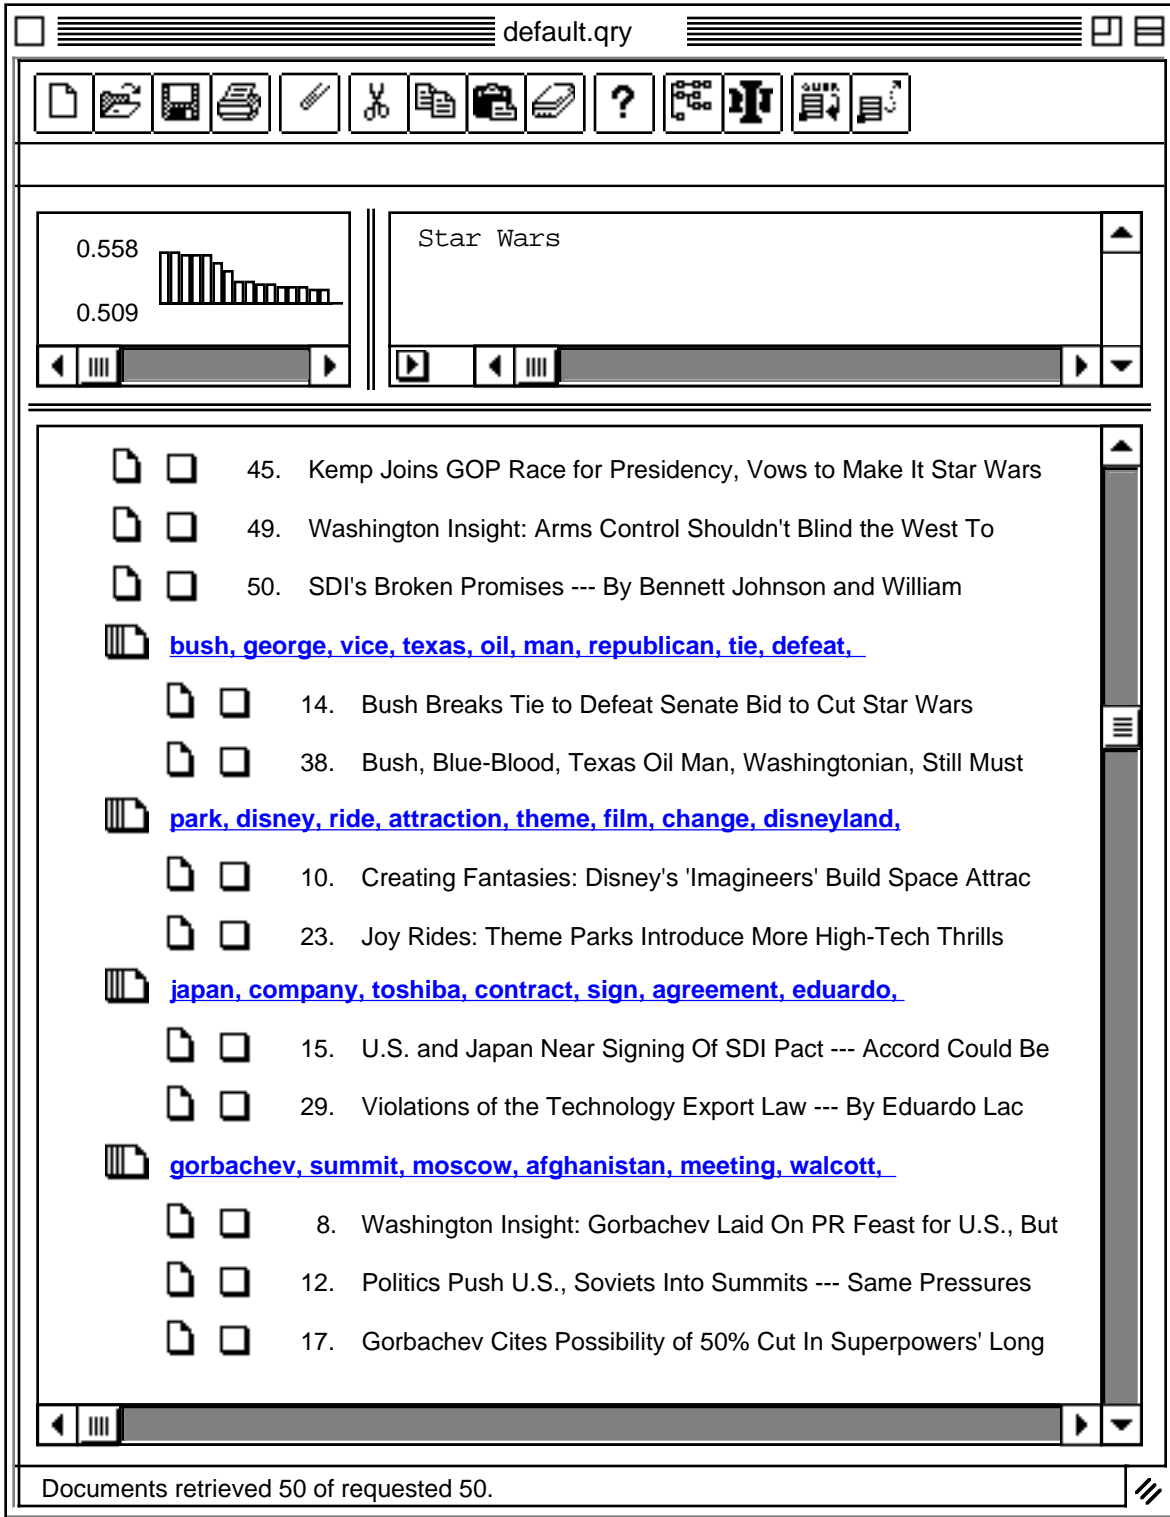 default.qry
?
QUER
0.558
0.509
Star Wars
45. Kemp Joins GOP Race for Presidency, Vows to Make It Star Wars
49. Washington Insight: Arms Control Shouldn't Blind the West To
50. SDI's Broken Promises --- By Bennett Johnson and William
bush, george, vice, texas, oil, man, republican, tie, defeat,
14. Bush Breaks Tie to Defeat Senate Bid to Cut Star Wars
38. Bush, Blue-Blood, Texas Oil Man, Washingtonian, Still Must
park, disney, ride, attraction, theme, film, change, disneyland,
10. Creating Fantasies: Disney's 'Imagineers' Build Space Attrac
23. Joy Rides: Theme Parks Introduce More High-Tech Thrills
japan, company, toshiba, contract, sign, agreement, eduardo,
15. U.S. and Japan Near Signing Of SDI Pact --- Accord Could Be
29. Violations of the Technology Export Law --- By Eduardo Lac
gorbachev, summit, moscow, afghanistan, meeting, walcott,
8. Washington Insight: Gorbachev Laid On PR Feast for U.S., But
12. Politics Push U.S., Soviets Into Summits --- Same Pressures
17. Gorbachev Cites Possibility of 50% Cut In Superpowers' Long
Documents retrieved 50 of requested 50.